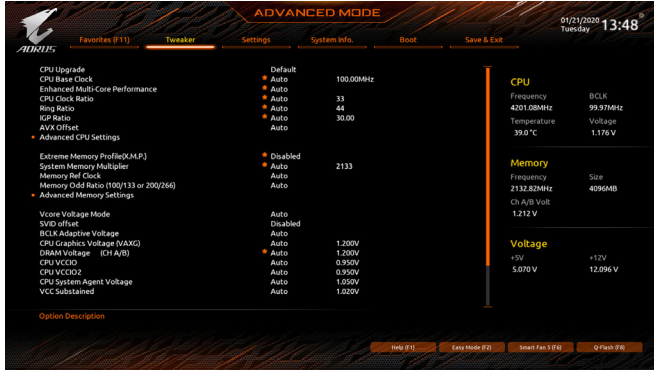 ADVANCED MODE
01/21/2020 Tuesday 13:48
AORUS
Favorites (F11) Tweaker Settings System Info. Boot Save & Exit
CPU Upgrade Default
CPU Base Clock Auto 100.00MHz
Enhanced Multi-Core Performance Auto
CPU Clock Ratio Auto 33
Ring Ratio Auto 44
IGP Ratio Auto 30.00
AVX Offset Auto
Advanced CPU Settings
Extreme Memory Profile(X.M.P.) Disabled
System Memory Multiplier Auto 2133
Memory Ref Clock Auto
Memory Odd Ratio (100/133 or 200/266) Auto
Advanced Memory Settings
Vcore Voltage Mode Auto
SVID offset Disabled
BCLK Adaptive Voltage Auto
CPU Graphics Voltage (VAXG) Auto 1.200V
DRAM Voltage (CH A/B) Auto 1.200V
CPU VCCIO Auto 0.950V
CPU VCCIO2 Auto 0.950V
CPU System Agent Voltage Auto 1.050V
VCC Substained Auto 1.020V
CPU
Frequency BCLK
4201.08MHz 99.97MHz
Temperature Voltage
39.0 °C 1.176 V
Memory
Frequency Size
2132.82MHz 4096MB
Ch A/B Volt
1.212 V
Voltage
+5V +12V
5.070 V 12.096 V
Option Description
Help (F1) Easy Mode (F2) Smart Fan 5 (F6) Q-Flash (F8)